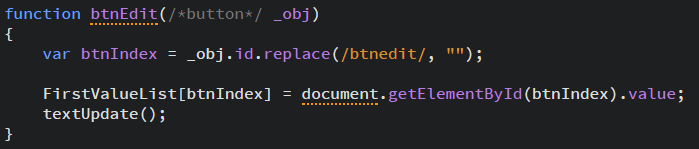 function btnEdit(/*button*/ _obj)
{
    var btnIndex = _obj.id.replace(/btnedit/, "");

    FirstValueList[btnIndex] = document.getElementById(btnIndex).value;
    textUpdate();
}